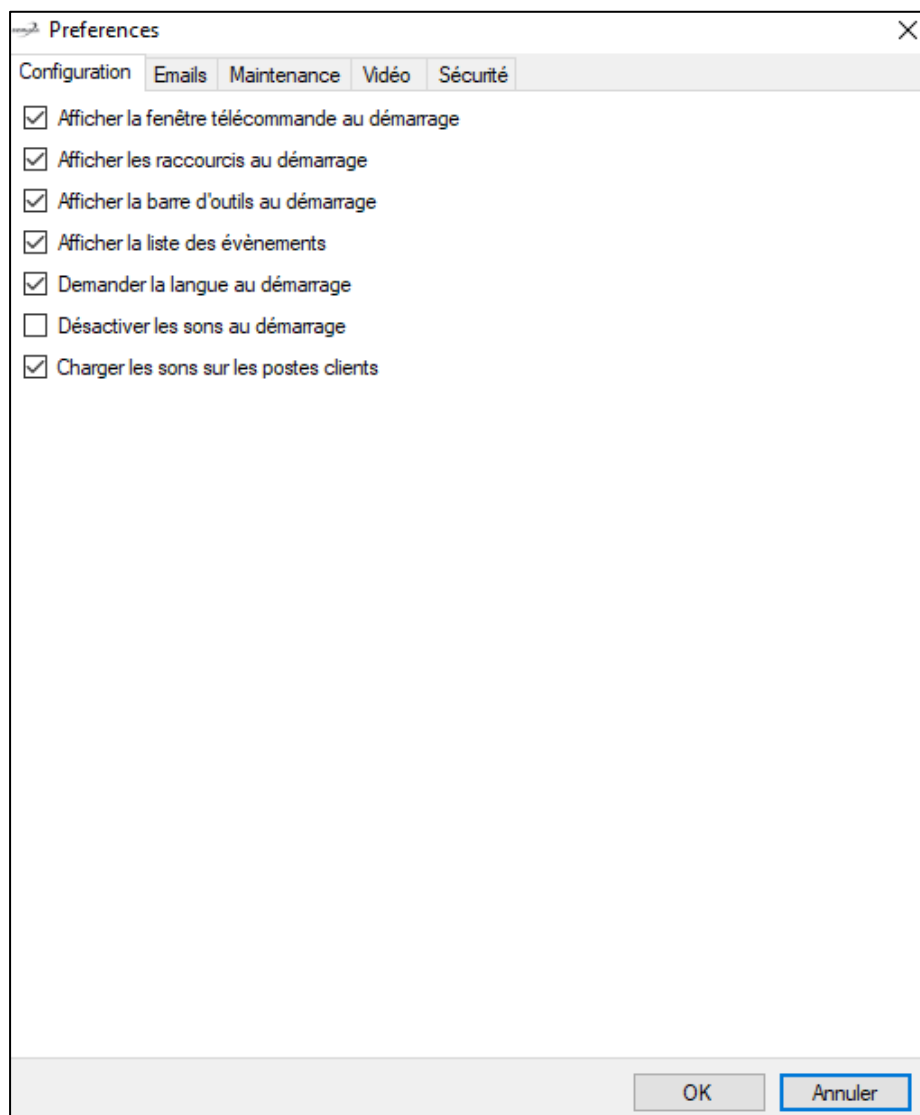 Preferences
Configuration Emails Maintenance Vidéo Sécurité
Afficher la fenêtre télécommande au démarrage
Afficher les raccourcis au démarrage
Afficher la barre d'outils au démarrage
Afficher la liste des évènements
Demander la langue au démarrage
Désactiver les sons au démarrage
Charger les sons sur les postes clients
OK Annuler